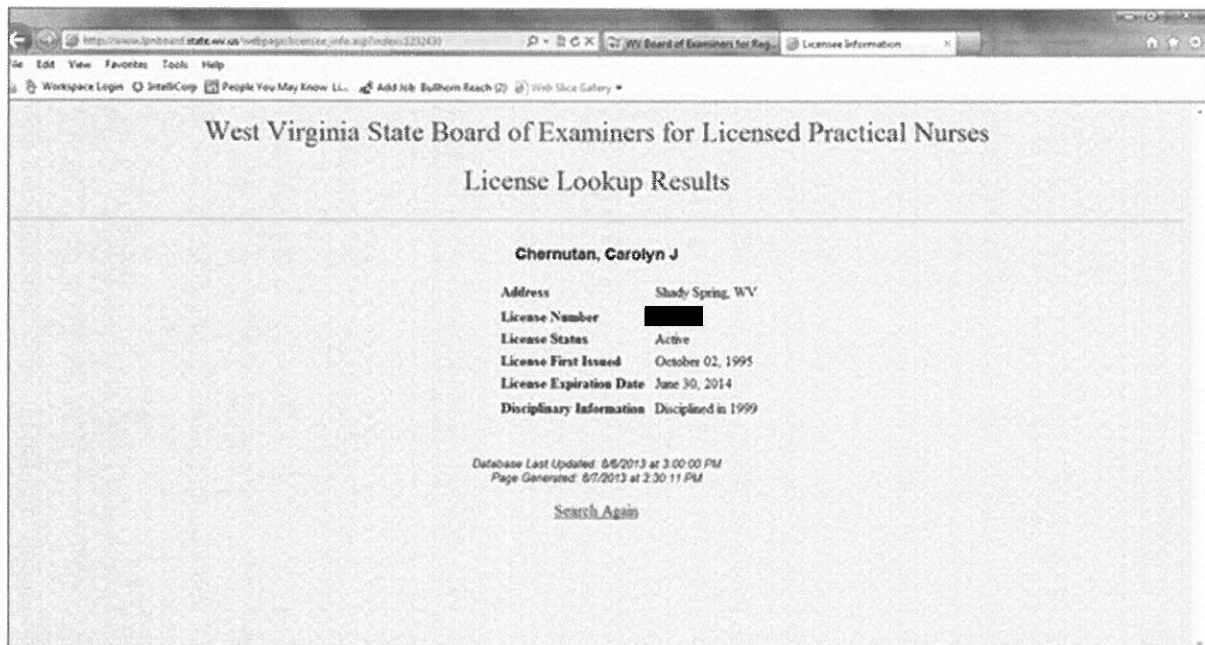 WV Board of Examiners for Reg...
Licensee Information
Edit View Favorites Tools Help
Workspace Login IntelliCorp People You May Know Li... Add Job Bullhorn Reach (2) Web Slice Gallery
West Virginia State Board of Examiners for Licensed Practical Nurses
License Lookup Results
Chernutan, Carolyn J
Address Shady Spring, WV
License Number
License Status Active
License First Issued October 02, 1995
License Expiration Date June 30, 2014
Disciplinary Information Disciplined in 1999
Database Last Updated: 8/6/2013 at 3:00:00 PM
Page Generated: 8/7/2013 at 2:30:11 PM
Search Again